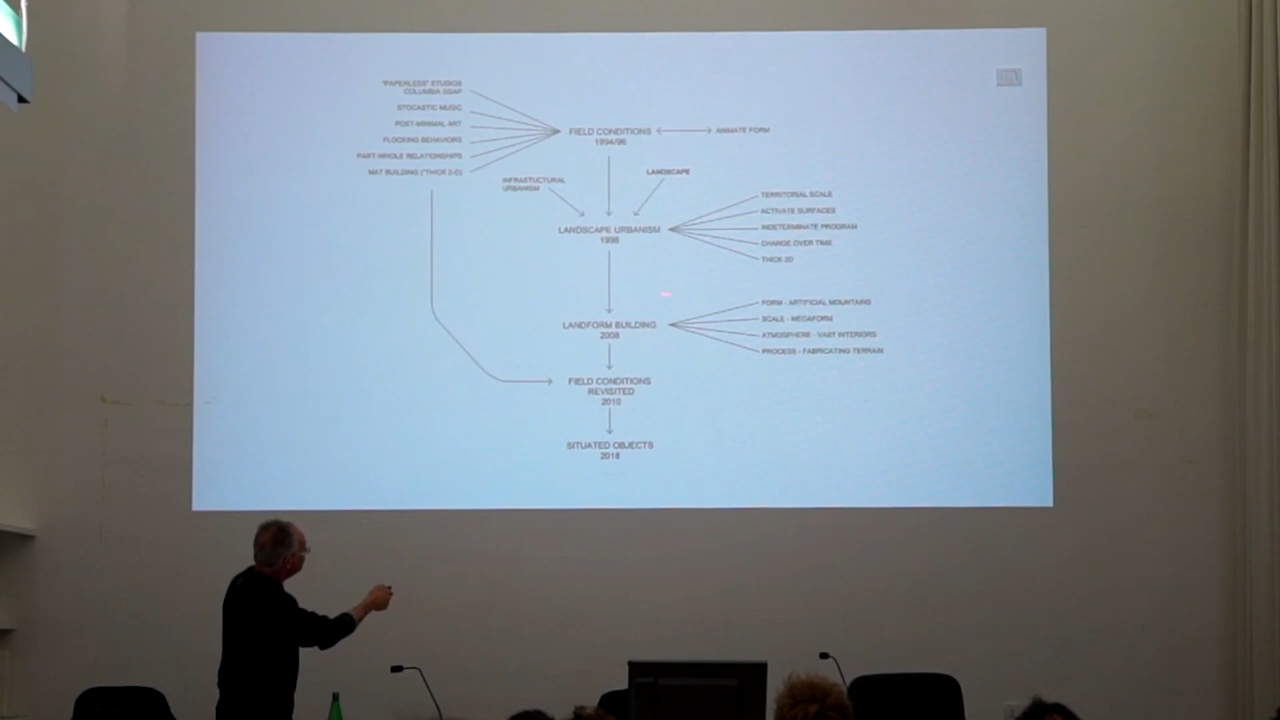 "PAPERLESS" STUDIOS
COLUMBIA GSAP
STOCASTIC MUSIC
POST-MINIMAL ART
FLOCKING BEHAVIORS
PART-WHOLE RELATIONSHIPS
MAT BUILDING ("THICK 2-D)
FIELD CONDITIONS
1994/96
ANIMATE FORM
INFRASTUCTURAL
URBANISM
LANDSCAPE
LANDSCAPE URBANISM
1998
TERRITORIAL SCALE
ACTIVATE SURFACES
INDETERMINATE PROGRAM
CHANGE OVER TIME
THICK 2D
LANDFORM BUILDING
2008
FORM - ARTIFICIAL MOUNTAINS
SCALE - MEGAFORM
ATMOSPHERE - VAST INTERIORS
PROCESS - FABRICATING TERRAIN
FIELD CONDITIONS
REVISITED
2010
SITUATED OBJECTS
2018